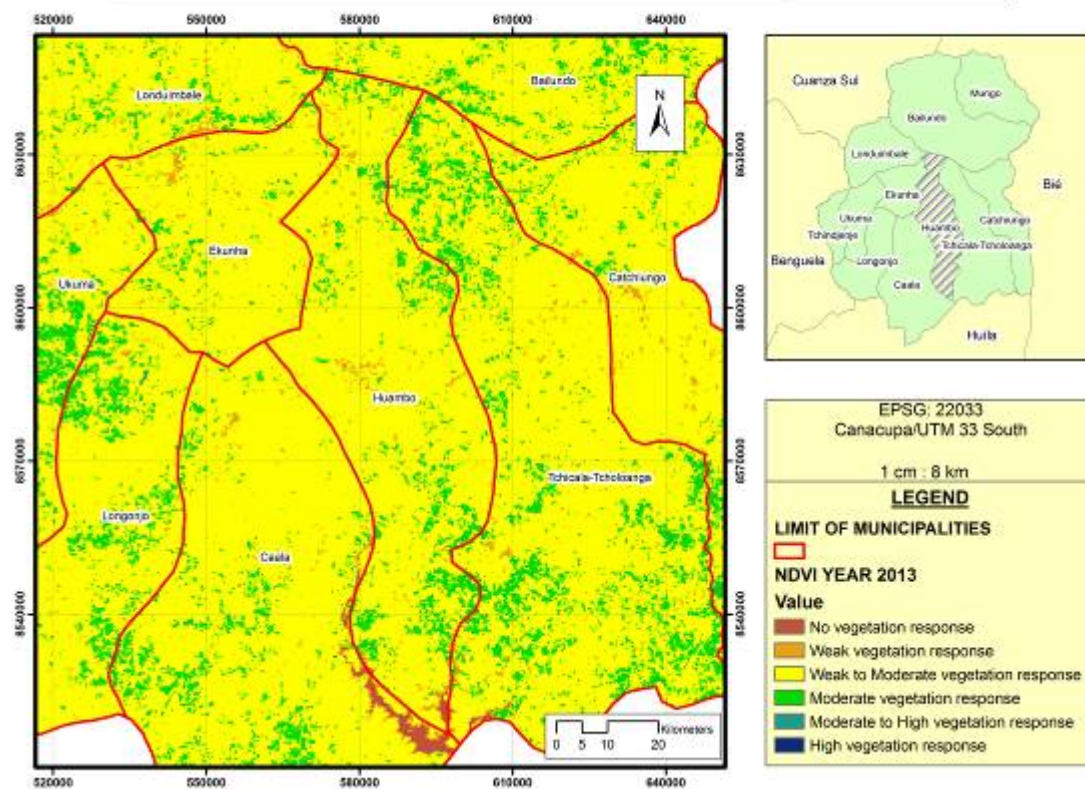 520000 550000 580000 610000 640000
Londuimbale
Bailundo
N
8630000
8630000
Ekunha
Ukuma
Catchiungo
8600000
8600000
Huambo
8570000
8570000
Tchicala-Tcholoanga
Longonjo
Caala
8540000
8540000
Kilometers
0 5 10 20
520000 550000 580000 610000 640000
Cuanza Sul
Mungo
Bailundo
Londuimbale
Bié
Ekunha
Ukuma
Catchiungo
Huambo
Tchindjenje
Tchicala-Tcholoanga
Benguela
Longonjo
Caala
Huila
EPSG: 22033
Canacupa/UTM 33 South
1 cm : 8 km
LEGEND
LIMIT OF MUNICIPALITIES
NDVI YEAR 2013
Value
No vegetation response
Weak vegetation response
Weak to Moderate vegetation response
Moderate vegetation response
Moderate to High vegetation response
High vegetation response